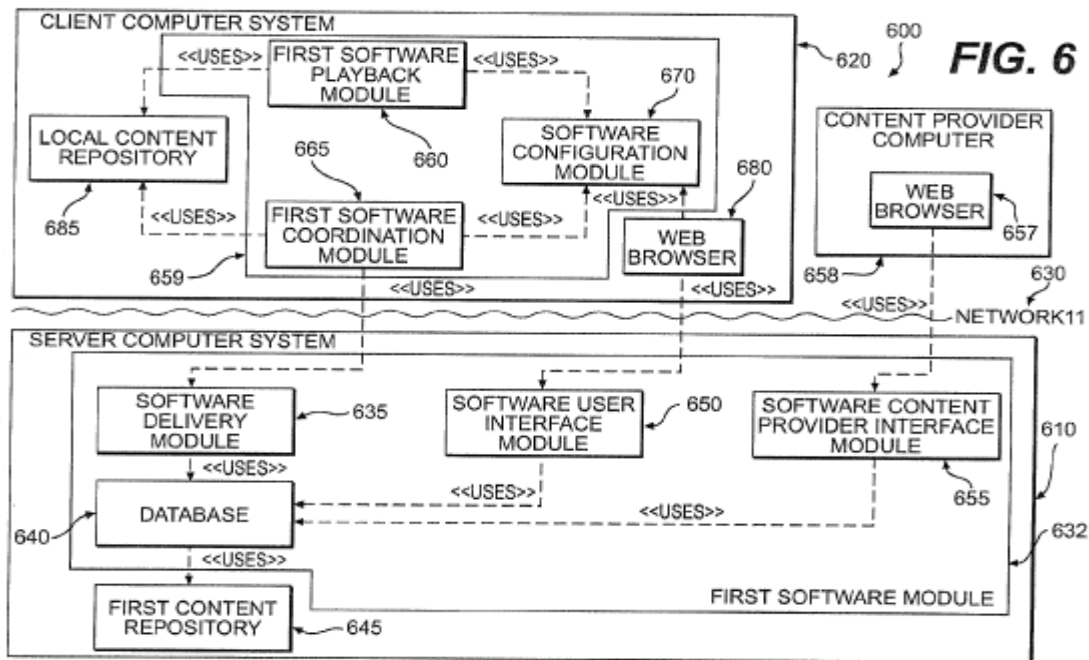 CLIENT COMPUTER SYSTEM
<<USES>>
FIRST SOFTWARE
PLAYBACK
MODULE
<<USES>>
620
600
FIG. 6
LOCAL CONTENT
REPOSITORY
660
670
SOFTWARE
CONFIGURATION
MODULE
CONTENT PROVIDER
COMPUTER
WEB
BROWSER
657
658
685
<<USES>>
665
FIRST SOFTWARE
COORDINATION
MODULE
<<USES>>
<<USES>>
680
WEB
BROWSER
659
<<USES>>
<<USES>>
<<USES>>
630
NETWORK11
SERVER COMPUTER SYSTEM
SOFTWARE
DELIVERY
MODULE
635
SOFTWARE USER
INTERFACE
MODULE
650
SOFTWARE CONTENT
PROVIDER INTERFACE
MODULE
655
610
<<USES>>
640
DATABASE
<<USES>>
<<USES>>
632
<<USES>>
FIRST CONTENT
REPOSITORY
645
FIRST SOFTWARE MODULE